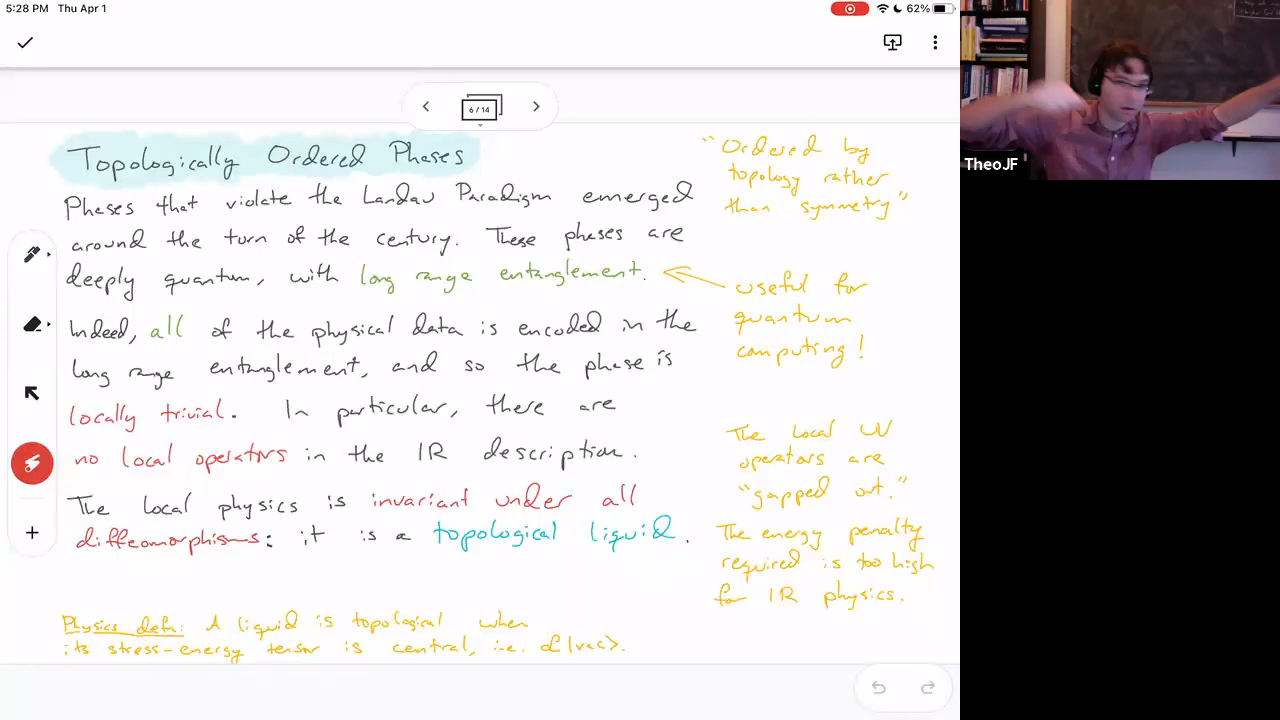 5:28 PM Thu Apr 1
62%
6 / 14
Topologically Ordered Phases
Phases that violate the Landau Paradigm emerged
around the turn of the century. These phases are
deeply quantum, with long range entanglement.
Indeed, all of the physical data is encoded in the
long range entanglement, and so the phase is
locally trivial. In particular, there are
no local operators in the IR description.
The local physics is invariant under all
diffeomorphisms: it is a topological liquid.
Physics defn: A liquid is topological when
its stress-energy tensor is central, i.e. α|vac>.
"Ordered by
topology rather
than symmetry"
useful for
quantum
computing!
The local UV
operators are
"gapped out."
The energy penalty
required is too high
for IR physics.
TheoJF